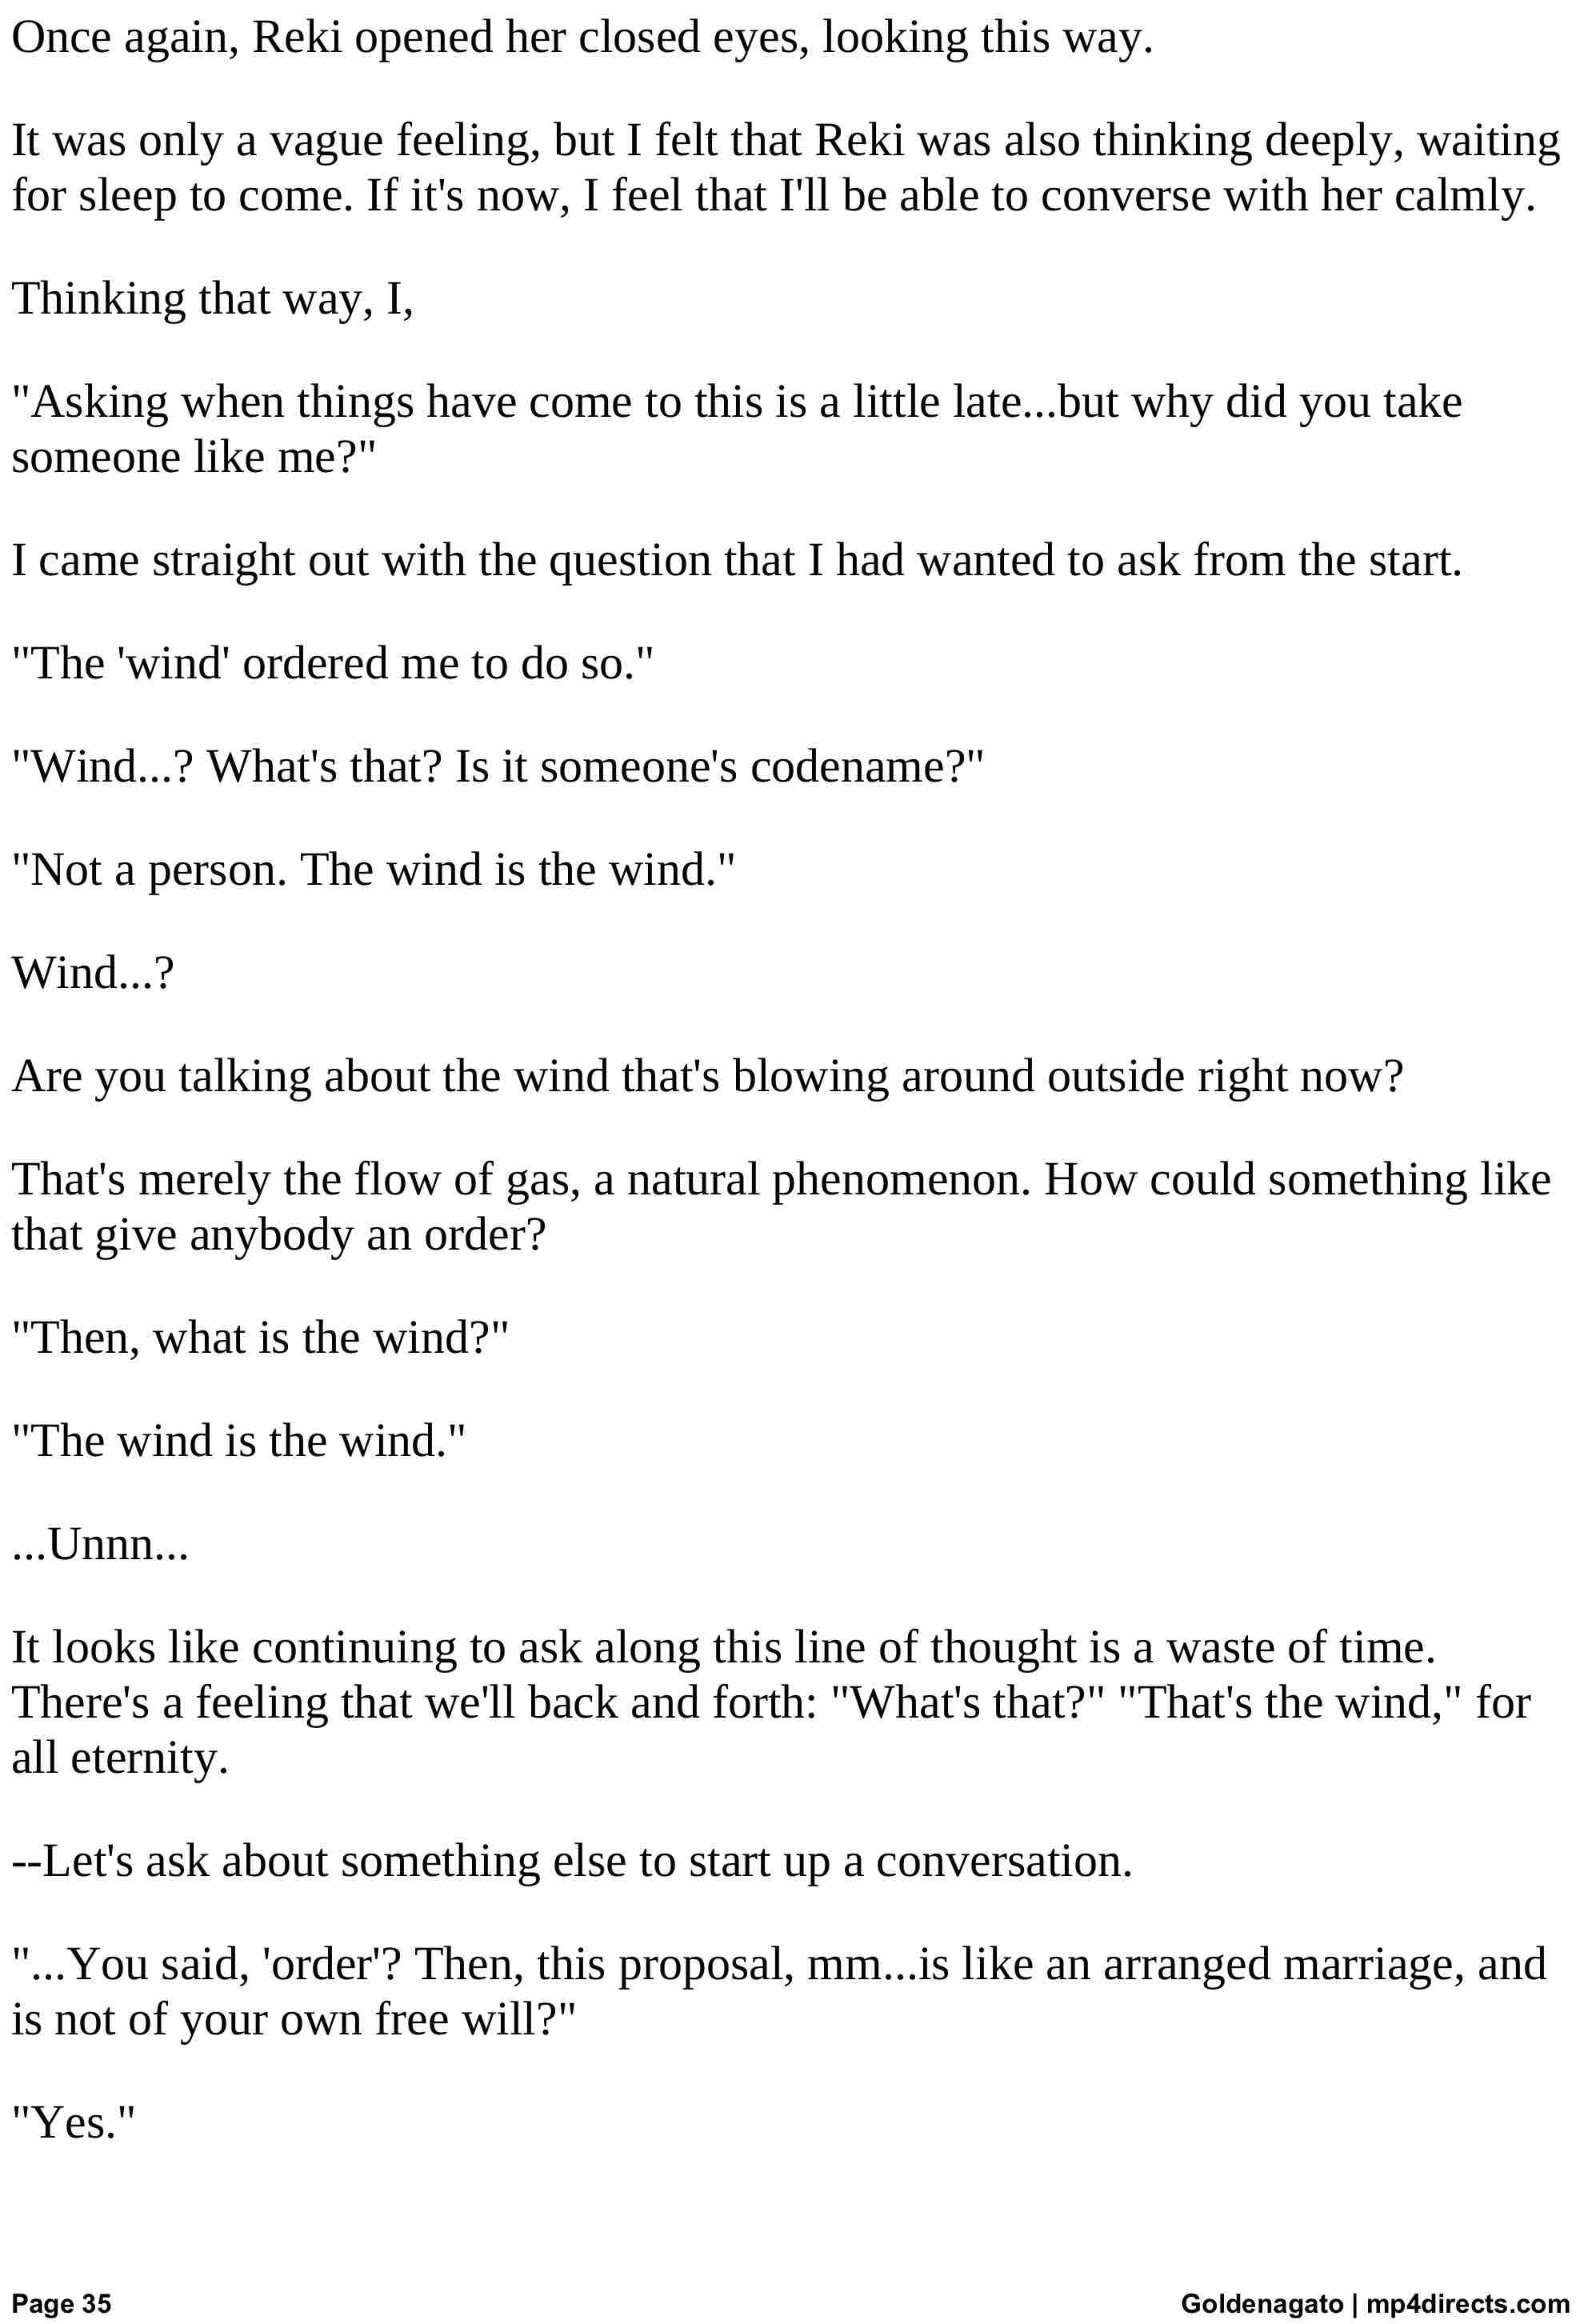 Once again, Reki opened her closed eyes, looking this way.
It was only a vague feeling, but I felt that Reki was also thinking deeply, waiting
for sleep to come. If it's now, I feel that I'll be able to converse with her calmly.
Thinking that way, I,
"Asking when things have come to this is a little late...but why did you take
someone like me?"
I came straight out with the question that I had wanted to ask from the start.
"The 'wind' ordered me to do so."
"Wind...? What's that? Is it someone's codename?"
"Not a person. The wind is the wind."
Wind...?
Are you talking about the wind that's blowing around outside right now?
That's merely the flow of gas, a natural phenomenon. How could something like
that give anybody an order?
"Then, what is the wind?"
"The wind is the wind."
...Unnn...
It looks like continuing to ask along this line of thought is a waste of time.
There's a feeling that we'll back and forth: "What's that?" "That's the wind," for
all eternity.
--Let's ask about something else to start up a conversation.
"...You said, 'order'? Then, this proposal, mm...is like an arranged marriage, and
is not of your own free will?"
"Yes."
Page 35
Goldenagato | mp4directs.com